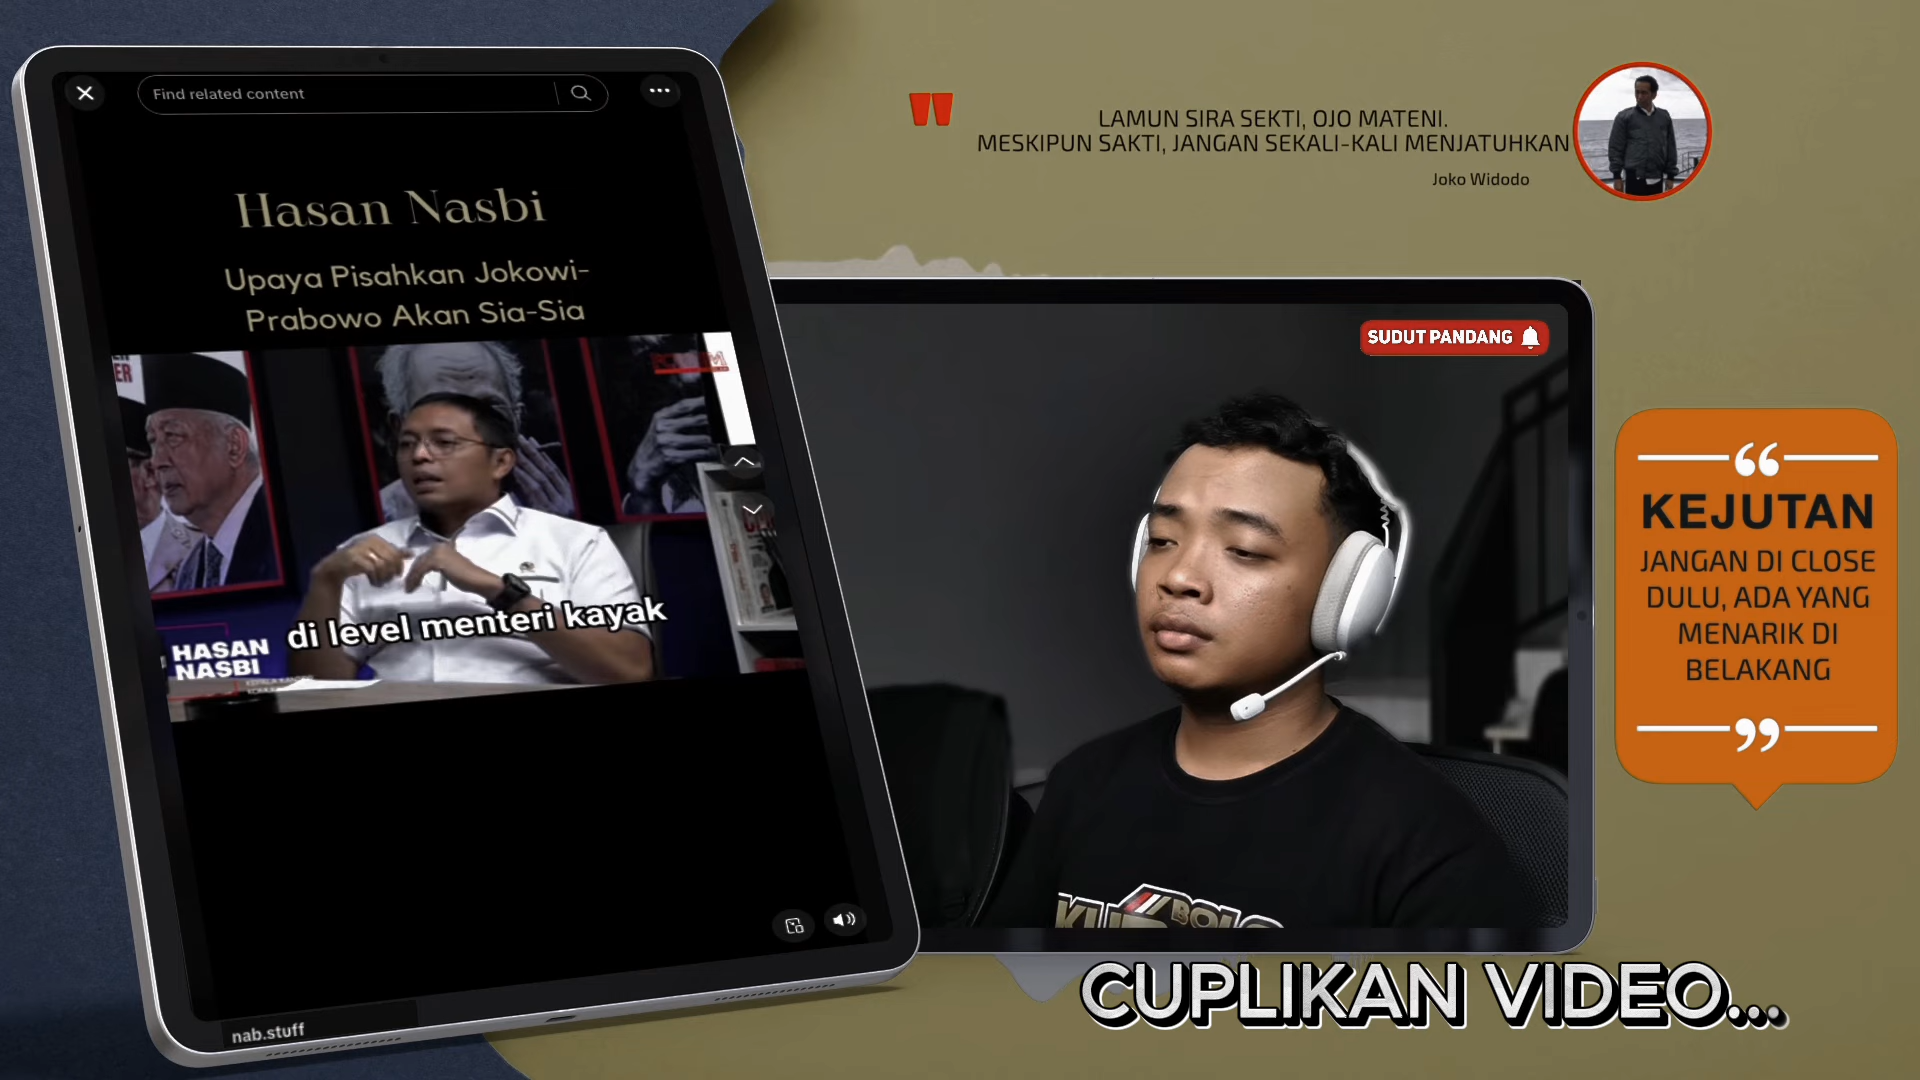 Find related content
Hasan Nasbi
Upaya Pisahkan Jokowi-
Prabowo Akan Sia-Sia
ER
di level menteri kayak
HASAN
NASBI
nab.stuff
LAMUN SIRA SEKTI, OJO MATENI.
MESKIPUN SAKTI, JANGAN SEKALI-KALI MENJATUHKAN
Joko Widodo
SUDUT PANDANG
KEJUTAN
JANGAN DI CLOSE
DULU, ADA YANG
MENARIK DI
BELAKANG
CUPLIKAN VIDEO...